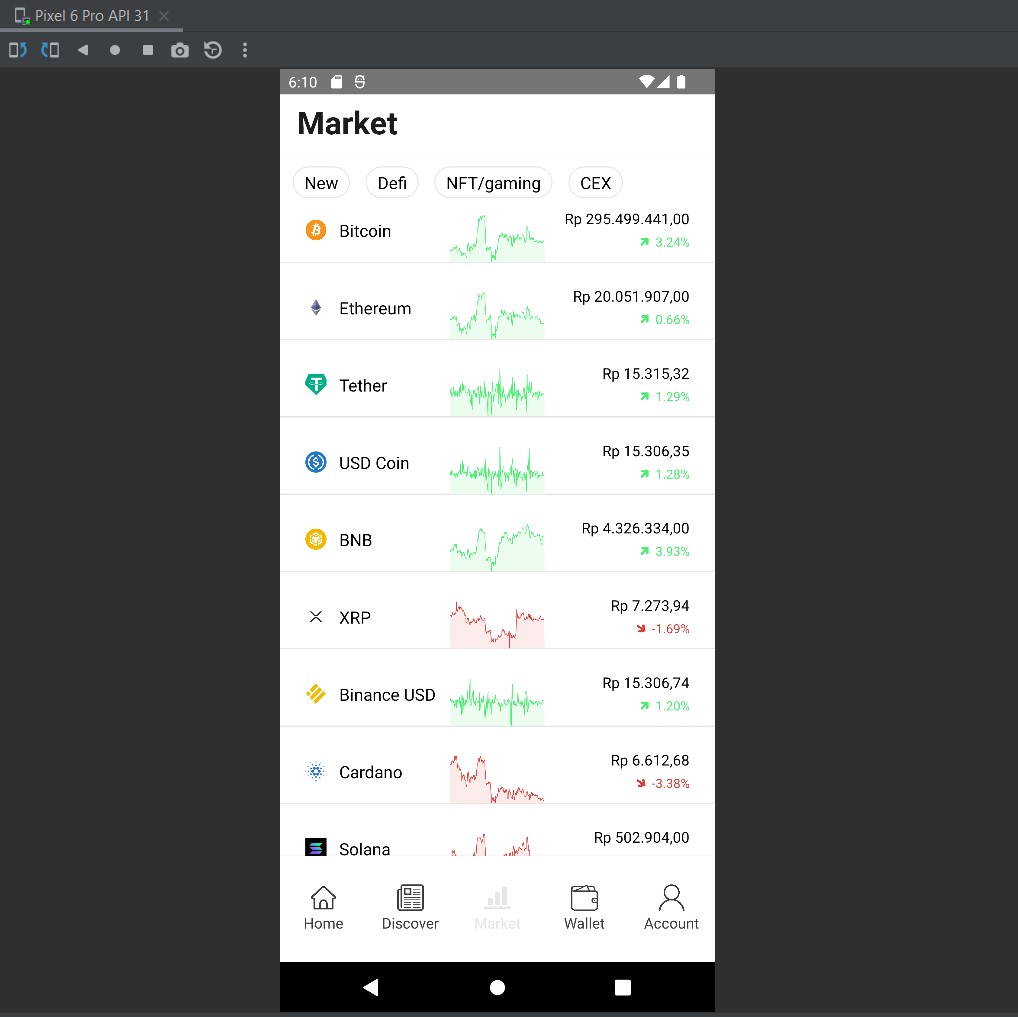 Pixel 6 Pro API 31
6:10
Market
New Defi NFT/gaming CEX
Bitcoin Rp 295.499.441,00
3.24%
Ethereum Rp 20.051.907,00
0.66%
Tether Rp 15.315,32
1.29%
USD Coin Rp 15.306,35
1.28%
BNB Rp 4.326.334,00
3.93%
XRP Rp 7.273,94
-1.69%
Binance USD Rp 15.306,74
1.20%
Cardano Rp 6.612,68
-3.38%
Solana Rp 502.904,00
Home Discover Market Wallet Account